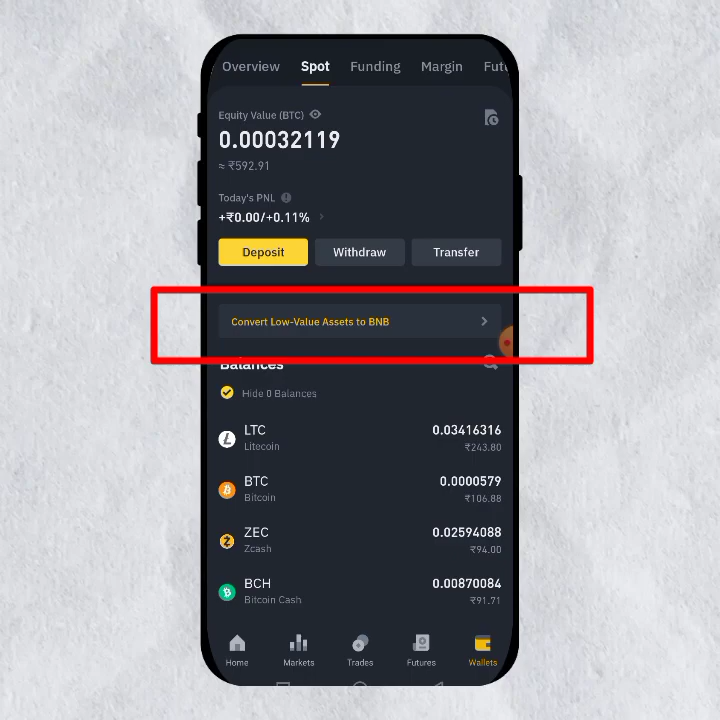 Overview Spot Funding Margin Futu
Equity Value (BTC)
0.00032119
≈ ₹592.91
Today's PNL
+₹0.00/+0.11%
Deposit Withdraw Transfer
Convert Low-Value Assets to BNB
Balances
Hide 0 Balances
LTC 0.03416316
Litecoin ₹243.80
BTC 0.0000579
Bitcoin ₹106.88
ZEC 0.02594088
Zcash ₹94.00
BCH 0.00870084
Bitcoin Cash ₹91.71
Home Markets Trades Futures Wallets